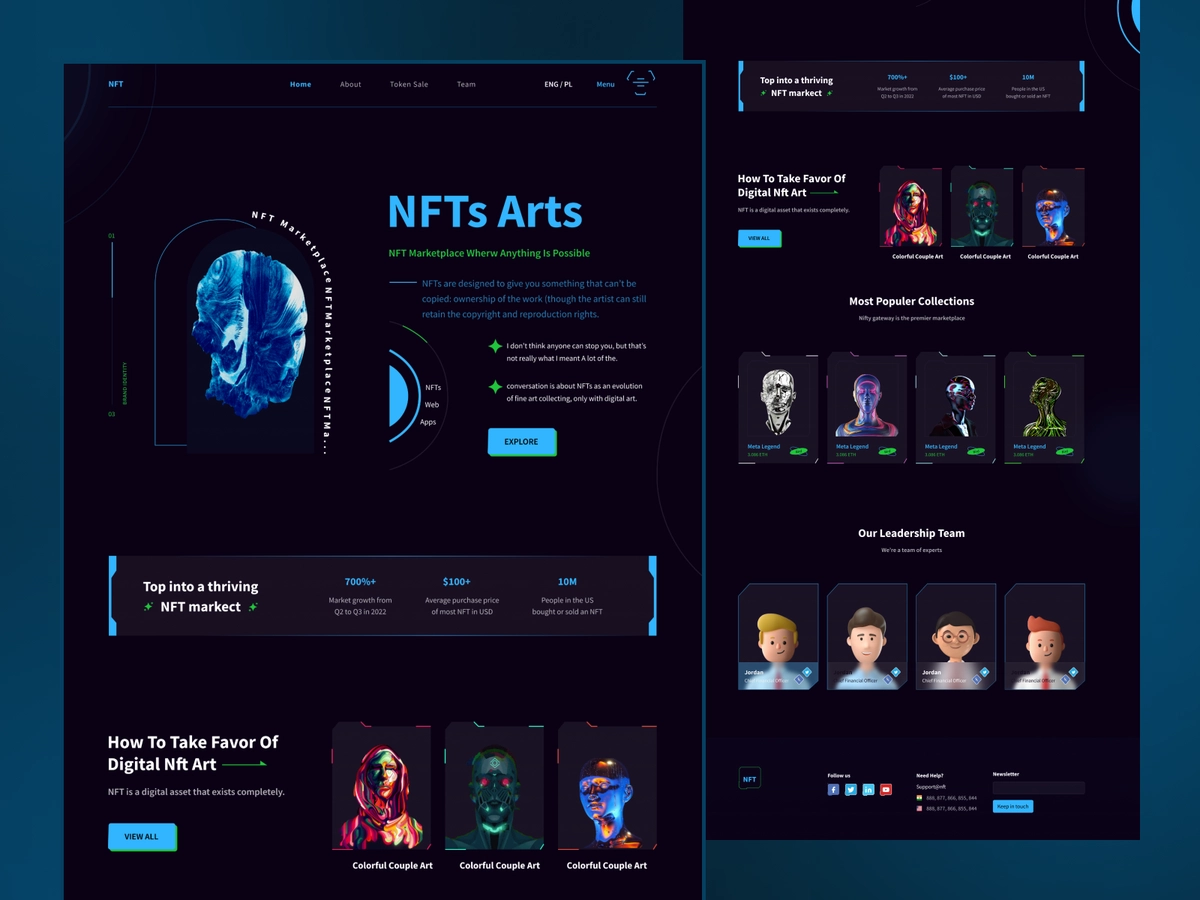 NFT
Home
About
Token Sale
Team
ENG / PL
Menu
01
BRAND IDENTITY
03
NFT Marketplace NFTMarketplaceNFTMa...
NFTs Arts
NFT Marketplace Wherw Anything Is Possible
NFTs are designed to give you something that can't be
copied: ownership of the work (though the artist can still
retain the copyright and reproduction rights.
NFTs
Web
Apps
I don't think anyone can stop you, but that's
not really what I meant A lot of the.
conversation is about NFTs as an evolution
of fine art collecting, only with digital art.
EXPLORE
Top into a thriving
NFT markect
700%+
Market growth from
Q2 to Q3 in 2022
$100+
Average purchase price
of most NFT in USD
10M
People in the US
bought or sold an NFT
How To Take Favor Of
Digital Nft Art
NFT is a digital asset that exists completely.
VIEW ALL
Colorful Couple Art
Colorful Couple Art
Colorful Couple Art
Top into a thriving
NFT markect
700%+
Market growth from
Q2 to Q3 in 2022
$100+
Average purchase price
of most NFT in USD
10M
People in the US
bought or sold an NFT
How To Take Favor Of
Digital Nft Art
NFT is a digital asset that exists completely.
VIEW ALL
Colorful Couple Art
Colorful Couple Art
Colorful Couple Art
Most Populer Collections
Nifty gateway is the premier marketplace
Meta Legend
3.080 ETH
Meta Legend
3.080 ETH
Meta Legend
3.080 ETH
Meta Legend
3.080 ETH
Our Leadership Team
We're a team of experts
Jordan
Chief Financial Officer
Chief Financial Officer
Jordan
Chief Financial Officer
Chief Financial Officer
NFT
Follow us
Need Help?
Support@nft
888, 877, 866, 855, 844
888, 877, 866, 855, 844
Newsletter
Keep in touch